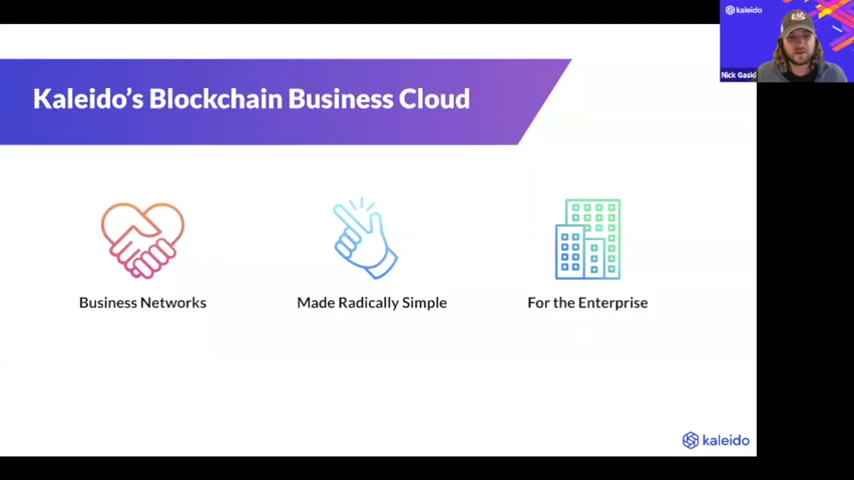 kaleido
Nick Gaski
Kaleido's Blockchain Business Cloud
Business Networks
Made Radically Simple
For the Enterprise
kaleido